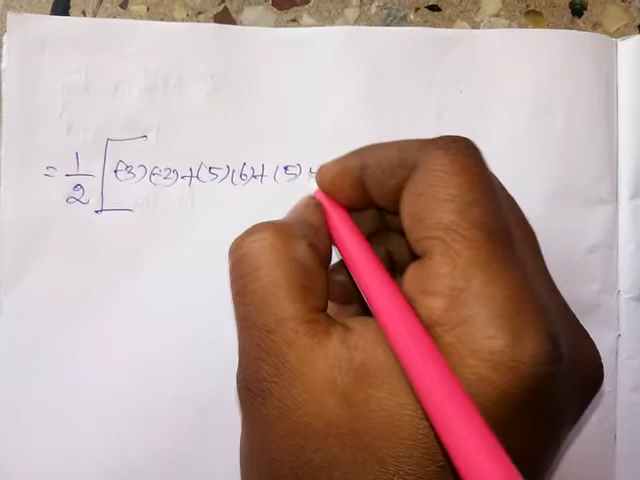 = 1/2 [(-3)(-2)+(5)(6)+(5)